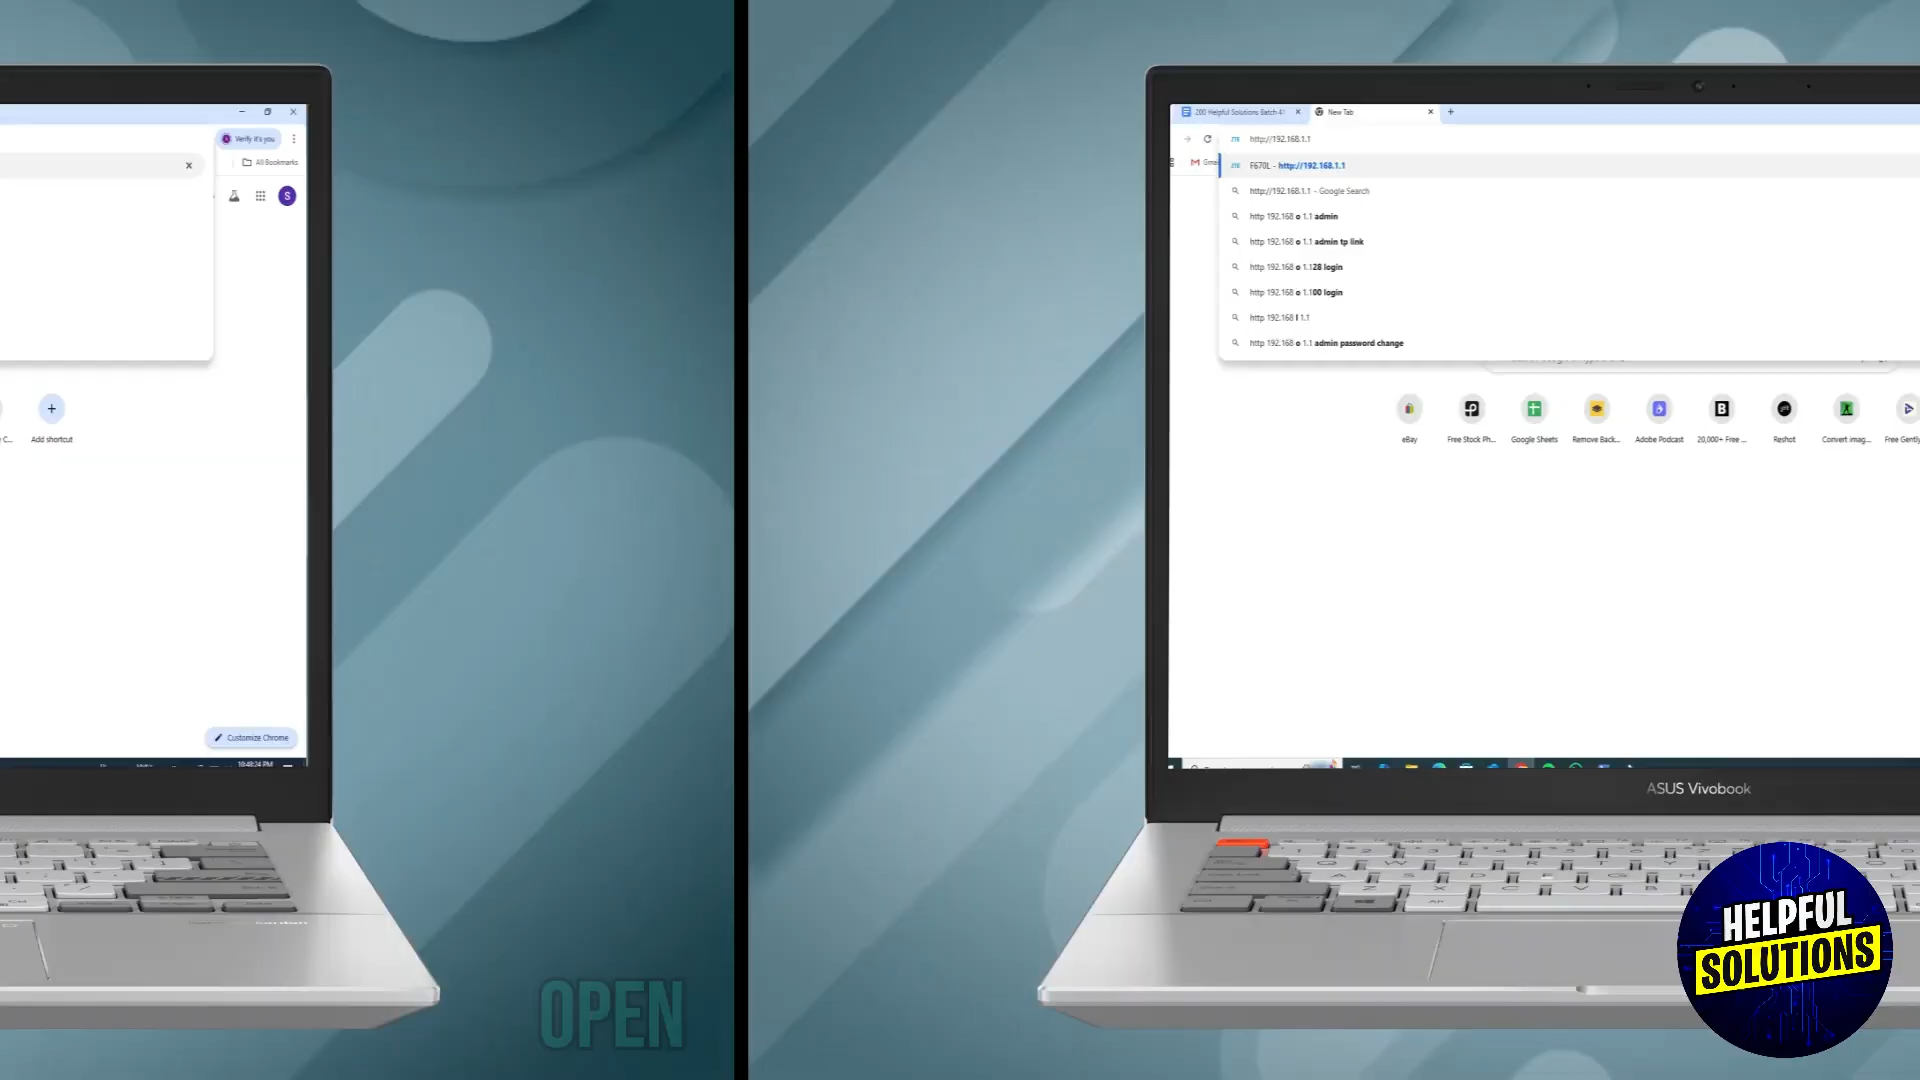 Verify it's you
All Bookmarks
S
Add shortcut
Customize Chrome
10:48:24 PM
OPEN
200 Helpful Solutions Batch 4
New Tab
http://192.168.1.1
F670L - http://192.168.1.1
http://192.168.1.1 - Google Search
http 192.168 o 1.1 admin
http 192.168 o 1.1 admin tp link
http 192.168 o 1.128 login
http 192.168 o 1.100 login
http 192.168 l 1.1
http 192.168 o 1.1 admin password change
eBay
Free Stock Ph...
Google Sheets
Remove Back...
Adobe Podcast
20,000+ Free ...
Reshot
Convert imag...
Free Gently
ASUS Vivobook
HELPFUL
SOLUTIONS